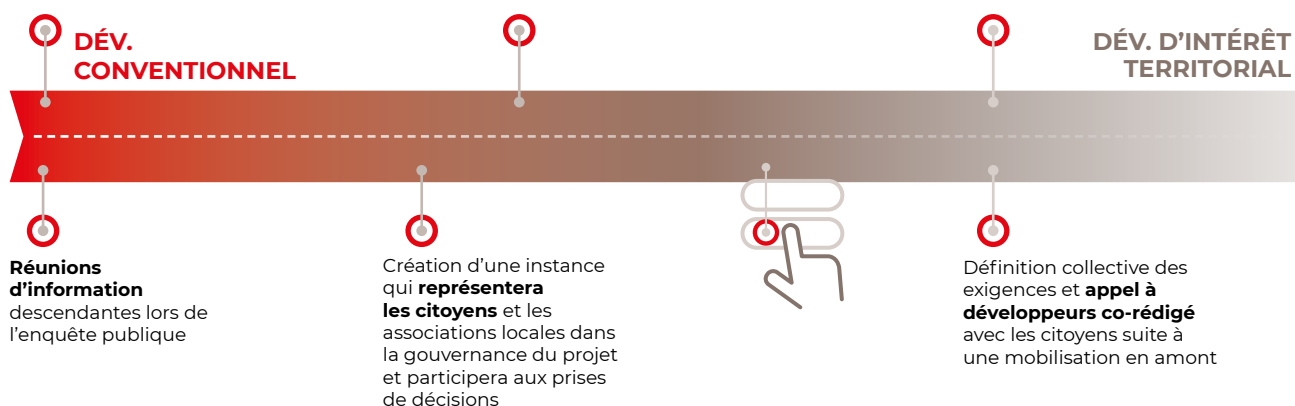 DÉV.
CONVENTIONNEL
DÉV. D’INTÉRÊT
TERRITORIAL
Réunions
d’information
descendantes lors de
l’enquête publique
Création d’une instance
qui représentera
les citoyens et les
associations locales dans
la gouvernance du projet
et participera aux prises
de décisions
Définition collective des
exigences et appel à
développeurs co-rédigé
avec les citoyens suite à
une mobilisation en amont